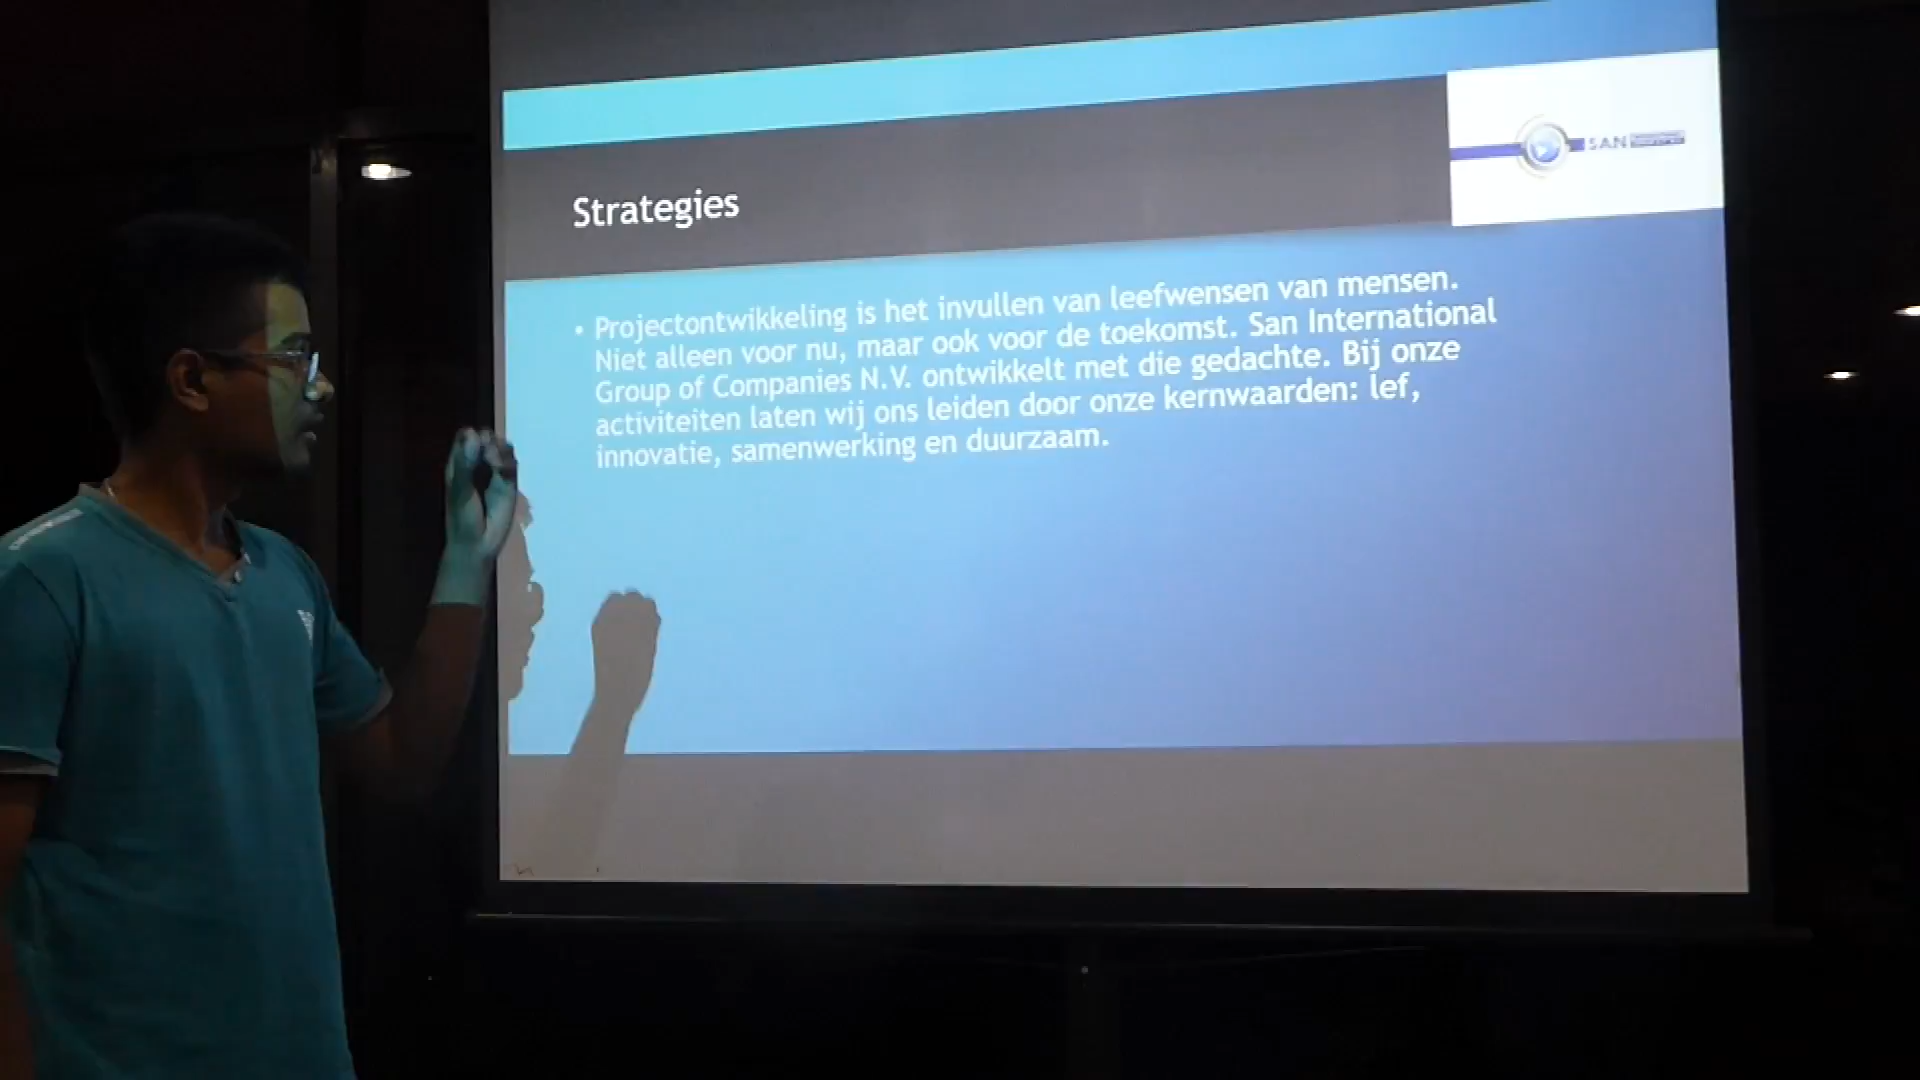 Strategies
SAN
• Projectontwikkeling is het invullen van leefwensen van mensen.
Niet alleen voor nu, maar ook voor de toekomst. San International
Group of Companies N.V. ontwikkelt met die gedachte. Bij onze
activiteiten laten wij ons leiden door onze kernwaarden: lef,
innovatie, samenwerking en duurzaam.